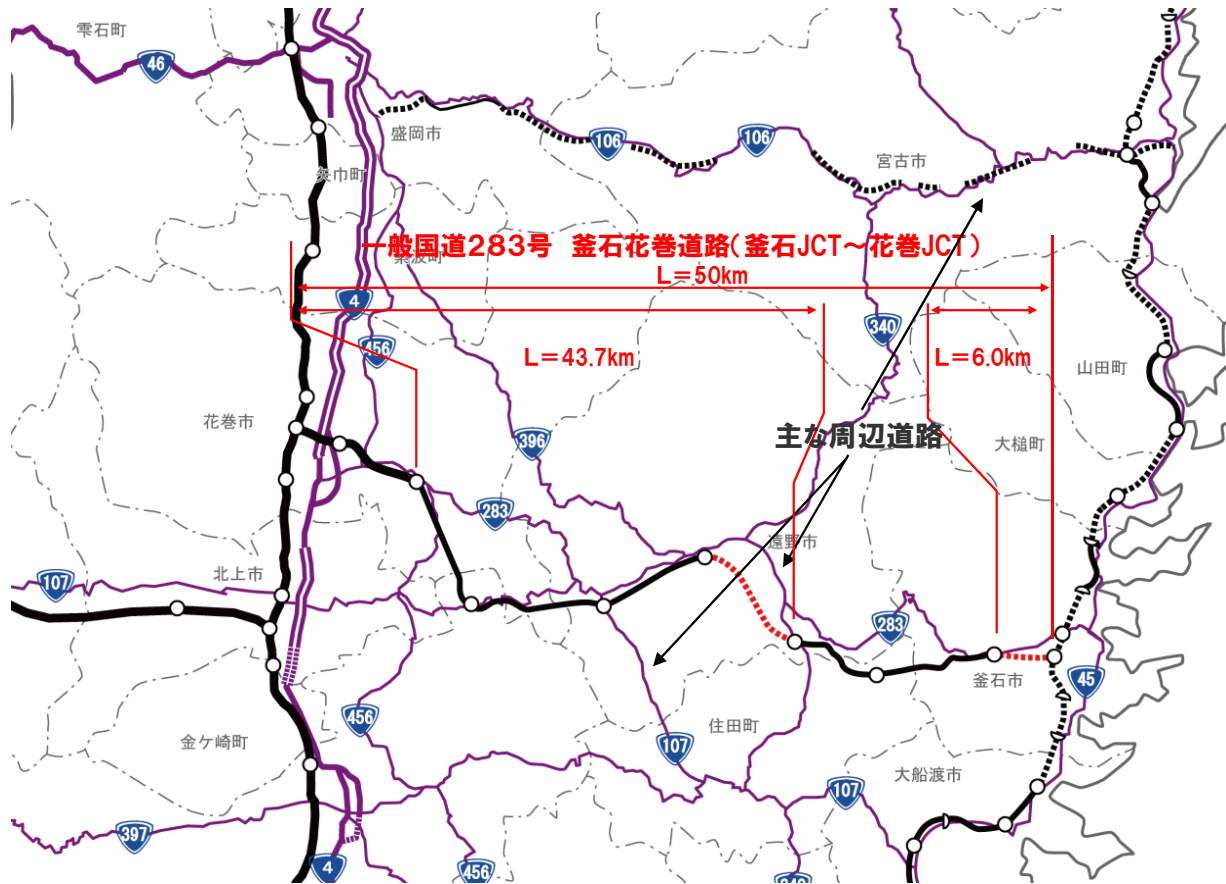 雫石町
46
盛岡市
106
106
宮古市
矢巾町
一般国道283号 釜石花巻道路(釜石JCT～花巻JCT)
紫波町
L=50km
4
340
456
L=43.7km
L=6.0km
山田町
花巻市
主な周辺道路
大槌町
396
283
遠野市
北上市
107
283
釜石市
45
456
住田町
金ケ崎町
107
大船渡市
107
397
4
456